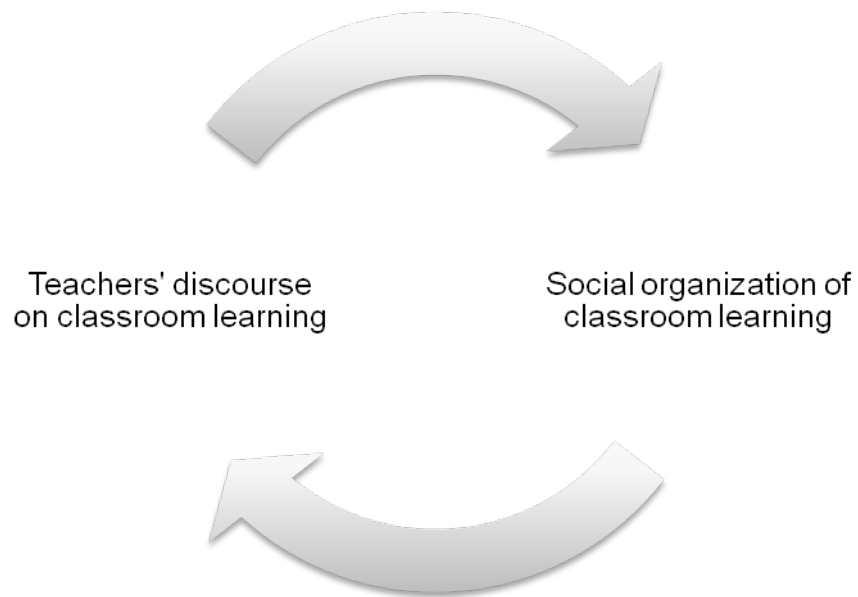 Teachers' discourse
on classroom learning
Social organization of
classroom learning